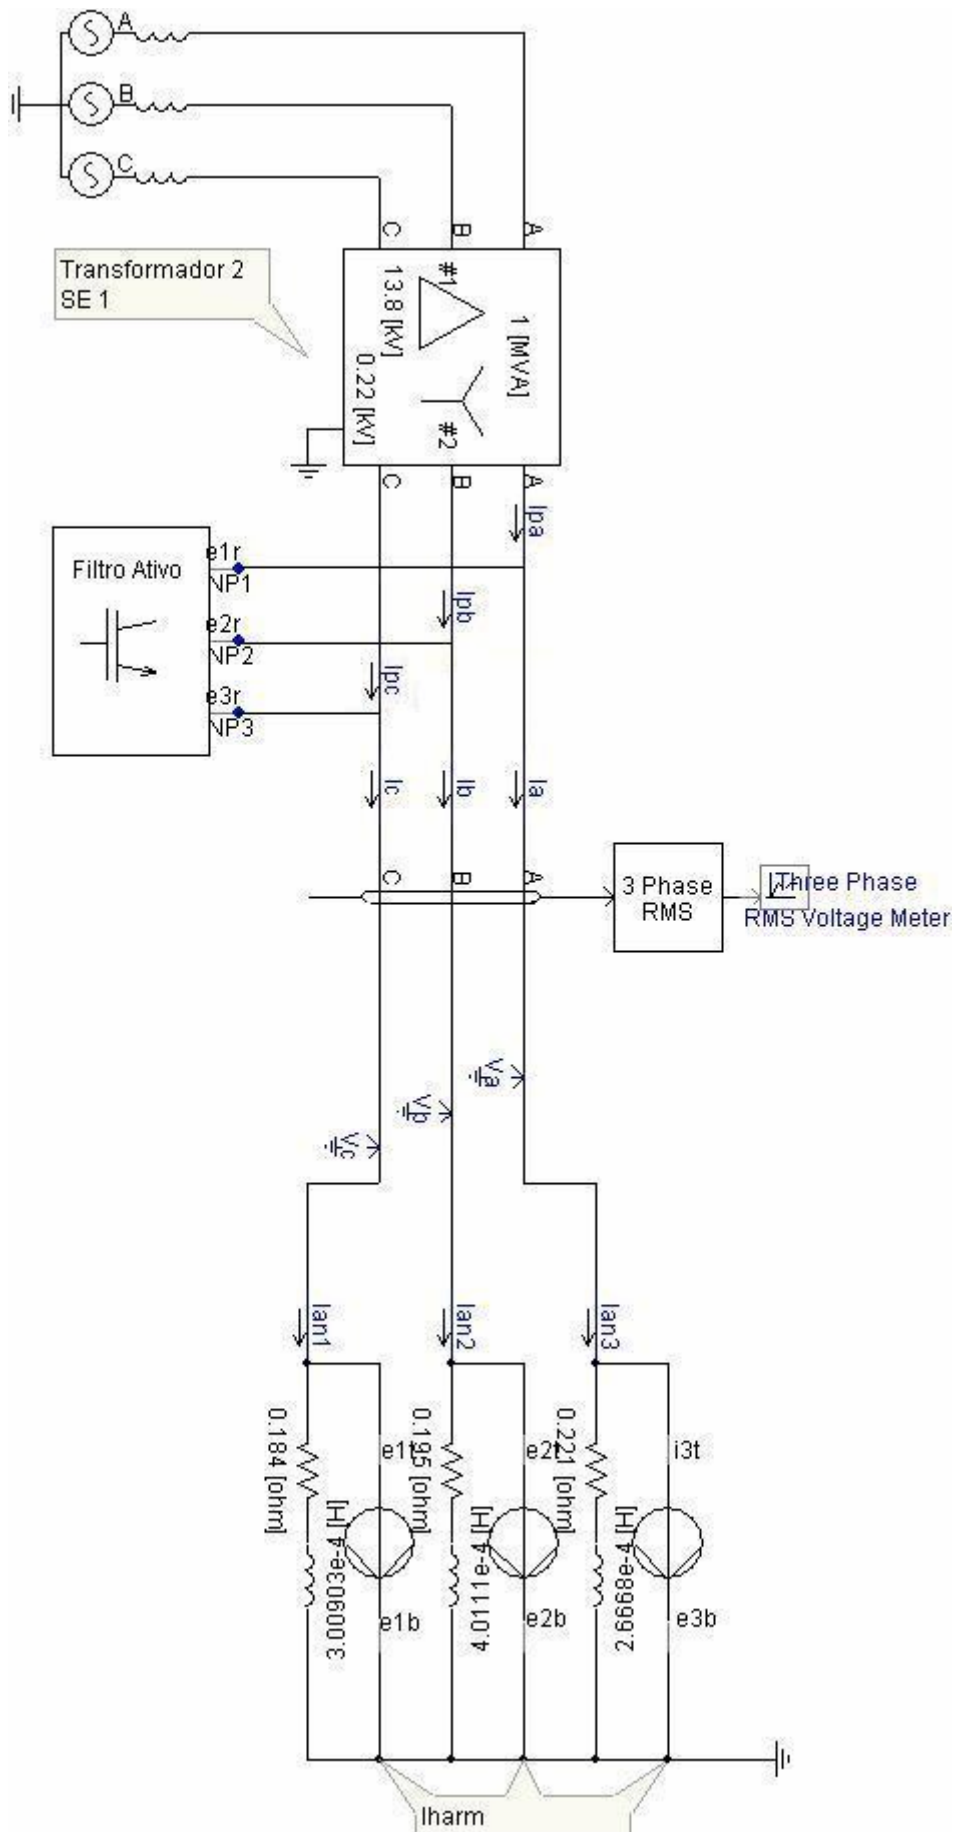 A
B
C
C
B
A
Transformador 2
SE 1
#1
13.8 [kV]
1 [MVA]
0.22 [kV]
#2
C
B
A
Ipa
Filtro Ativo
e1r
NP1
Ipb
e2r
NP2
Ipc
e3r
NP3
Ic
Ib
Ia
C
B
A
3 Phase
RMS
Three Phase
RMS Voltage Meter
Va
Vb
Vc
Ian1
Ian2
Ian3
0.184 [ohm]
e1t
0.195 [ohm]
e2t
0.221 [ohm]
i3t
3.00903e-4 [H]
e1b
4.0111e-4 [H]
e2b
2.6668e-4 [H]
e3b
Iharm